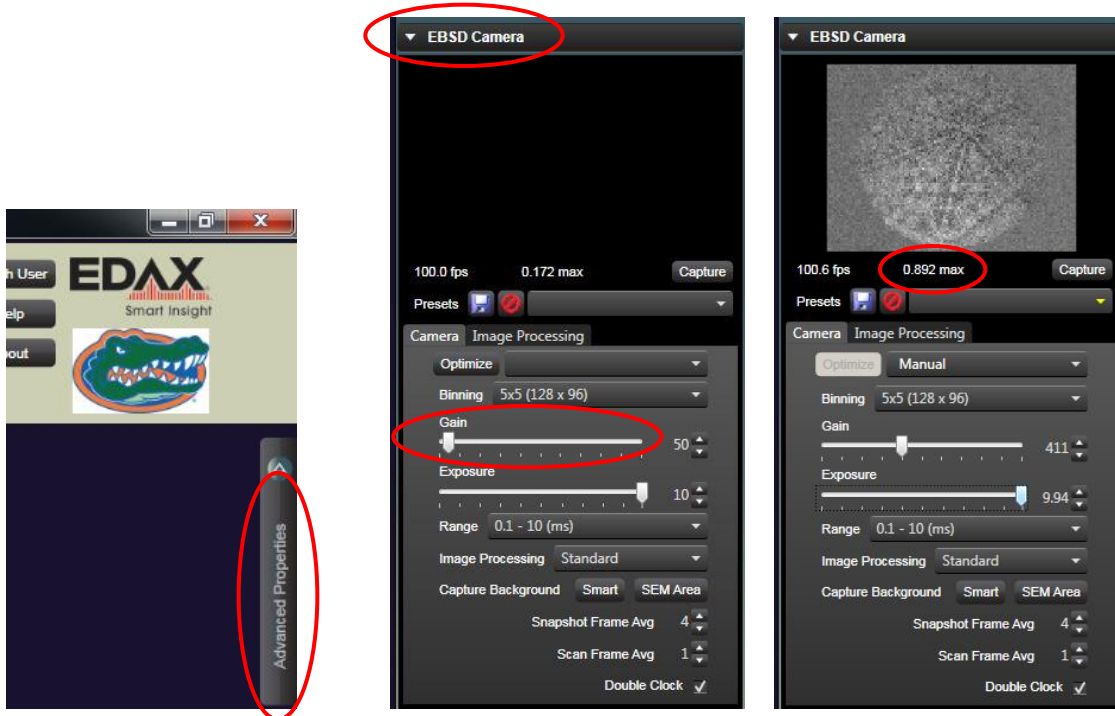 h User
elp
out
EDAX
Smart Insight
Advanced Properties
EBSD Camera
100.0 fps 0.172 max Capture
Presets
Camera Image Processing
Optimize
Binning 5x5 (128 x 96)
Gain
50
Exposure
10
Range 0.1 - 10 (ms)
Image Processing Standard
Capture Background Smart SEM Area
Snapshot Frame Avg 4
Scan Frame Avg 1
Double Clock
EBSD Camera
100.6 fps 0.892 max Capture
Presets
Camera Image Processing
Optimize Manual
Binning 5x5 (128 x 96)
Gain
411
Exposure
9.94
Range 0.1 - 10 (ms)
Image Processing Standard
Capture Background Smart SEM Area
Snapshot Frame Avg 4
Scan Frame Avg 1
Double Clock